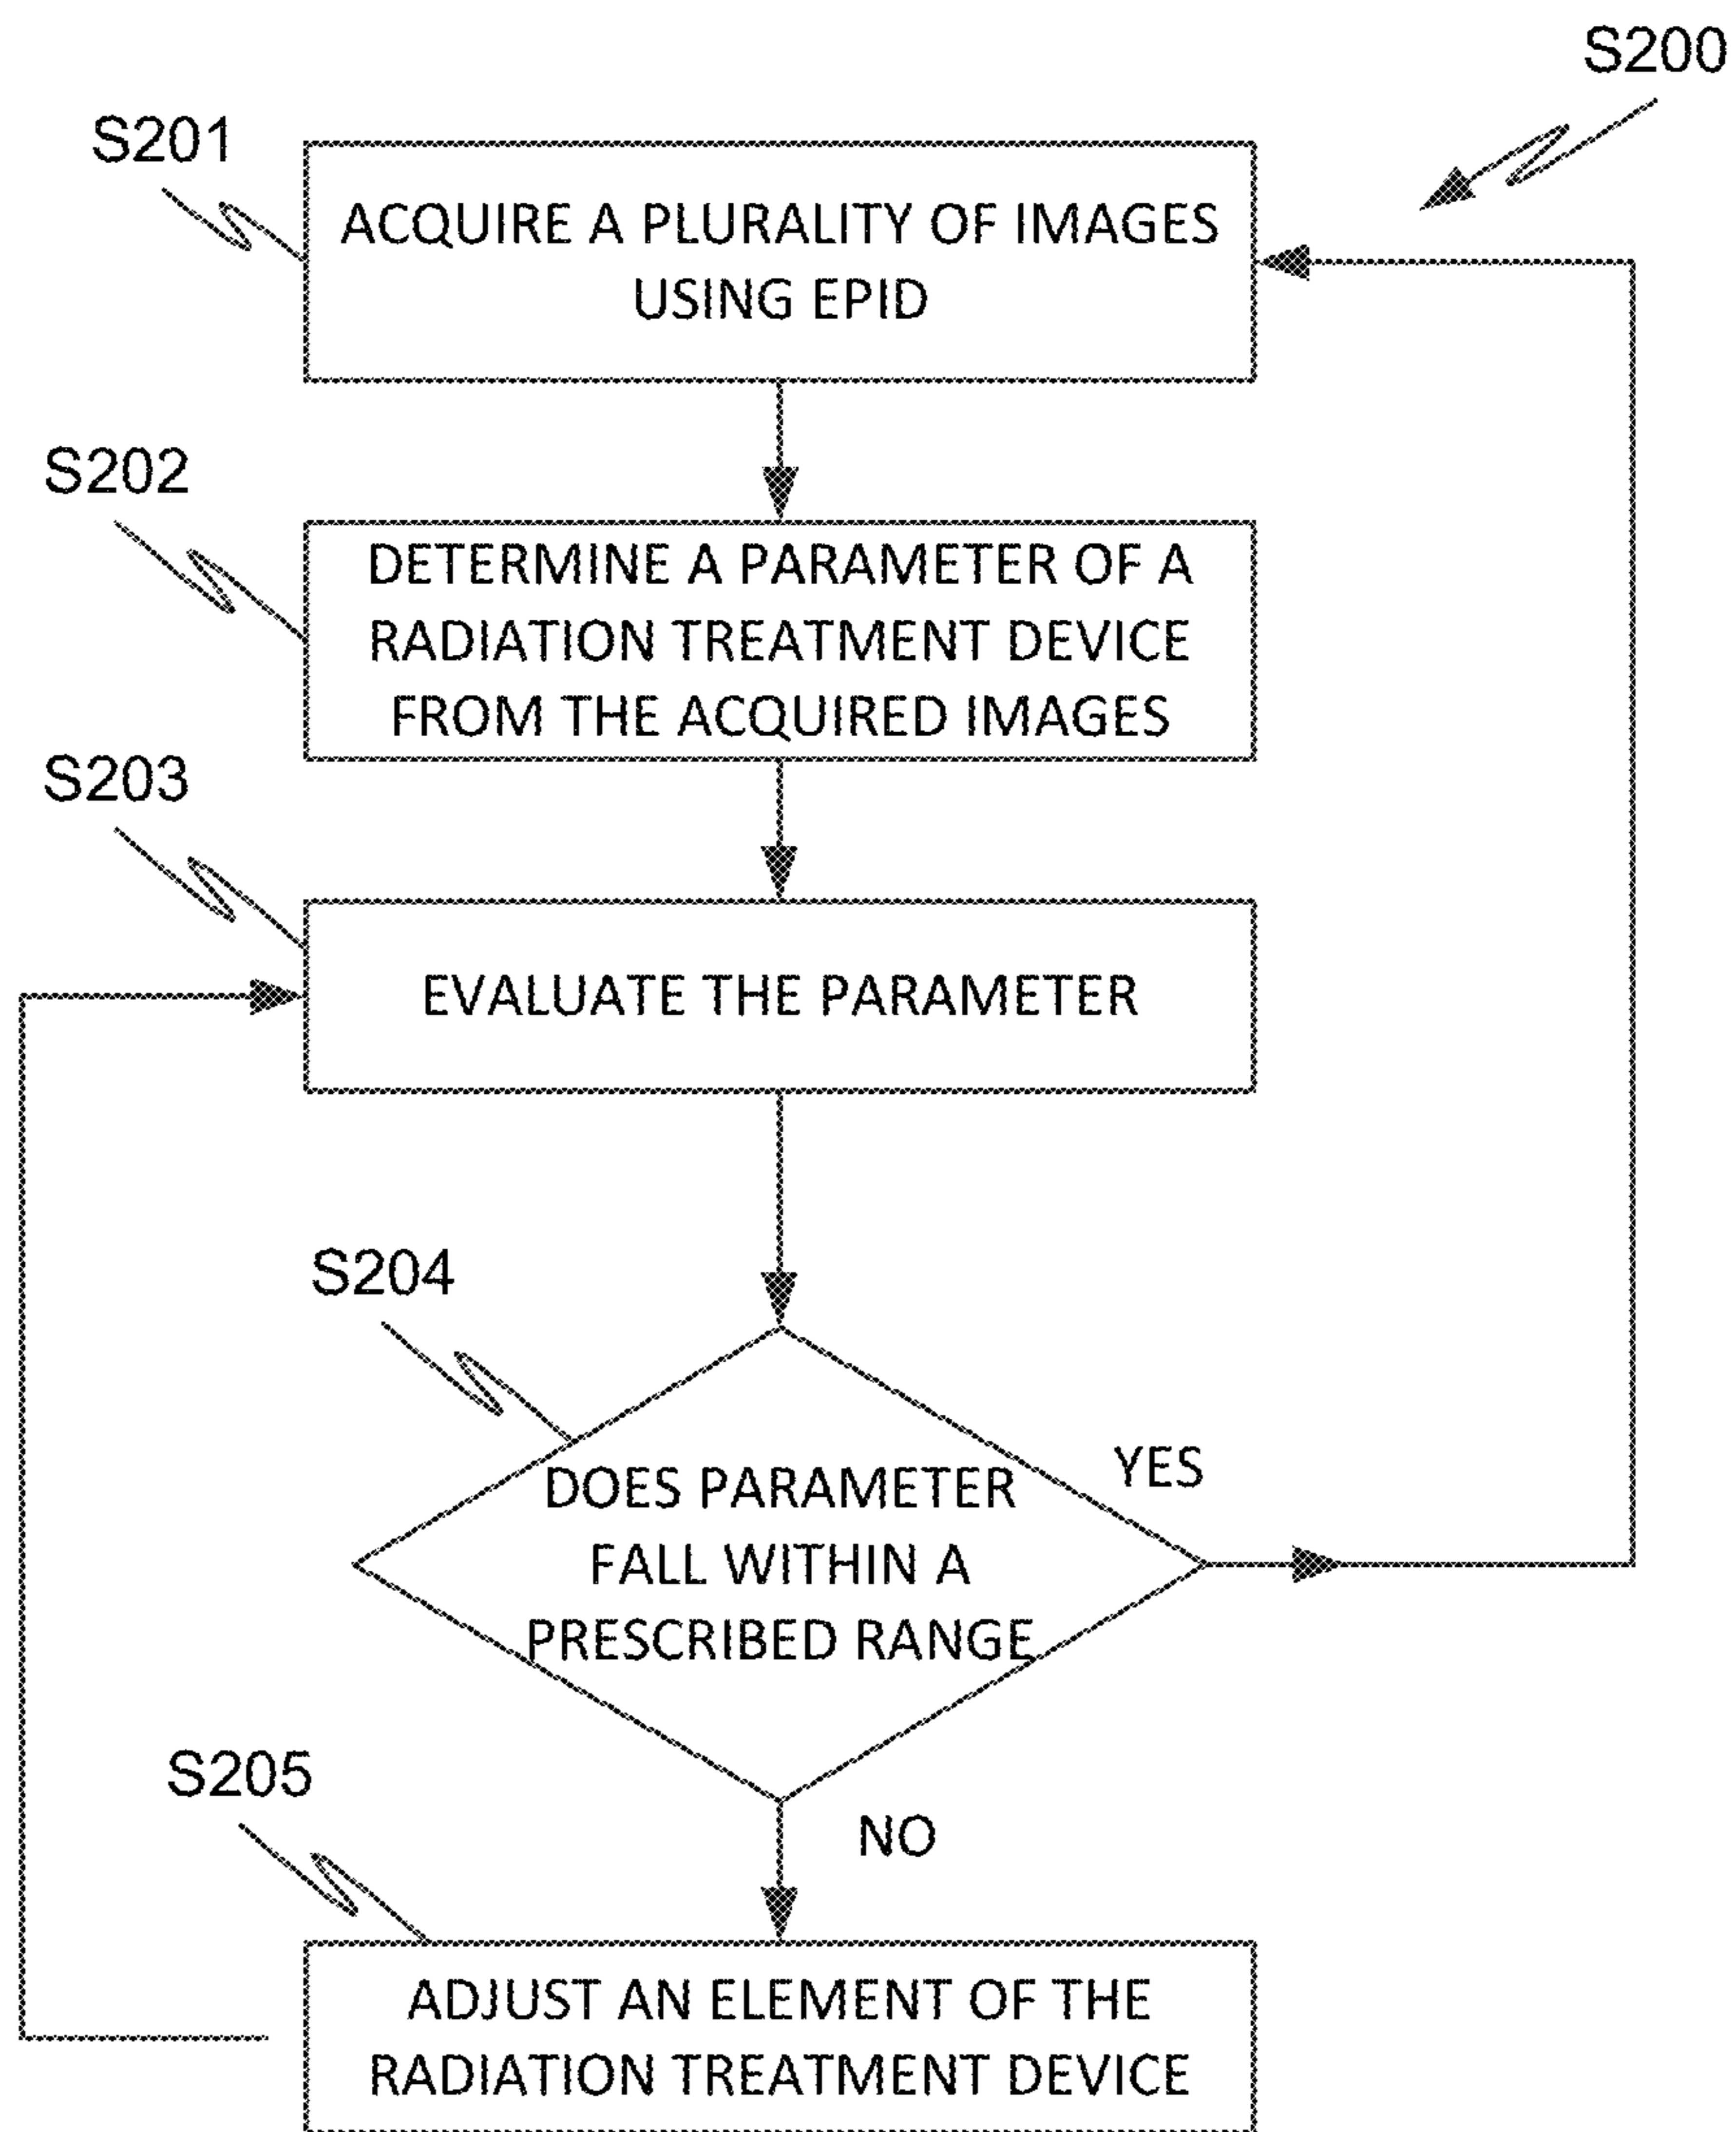 S200
S201
ACQUIRE A PLURALITY OF IMAGES
USING EPID
S202
DETERMINE A PARAMETER OF A
RADIATION TREATMENT DEVICE
FROM THE ACQUIRED IMAGES
S203
EVALUATE THE PARAMETER
S204
DOES PARAMETER
FALL WITHIN A
PRESCRIBED RANGE
YES
NO
S205
ADJUST AN ELEMENT OF THE
RADIATION TREATMENT DEVICE